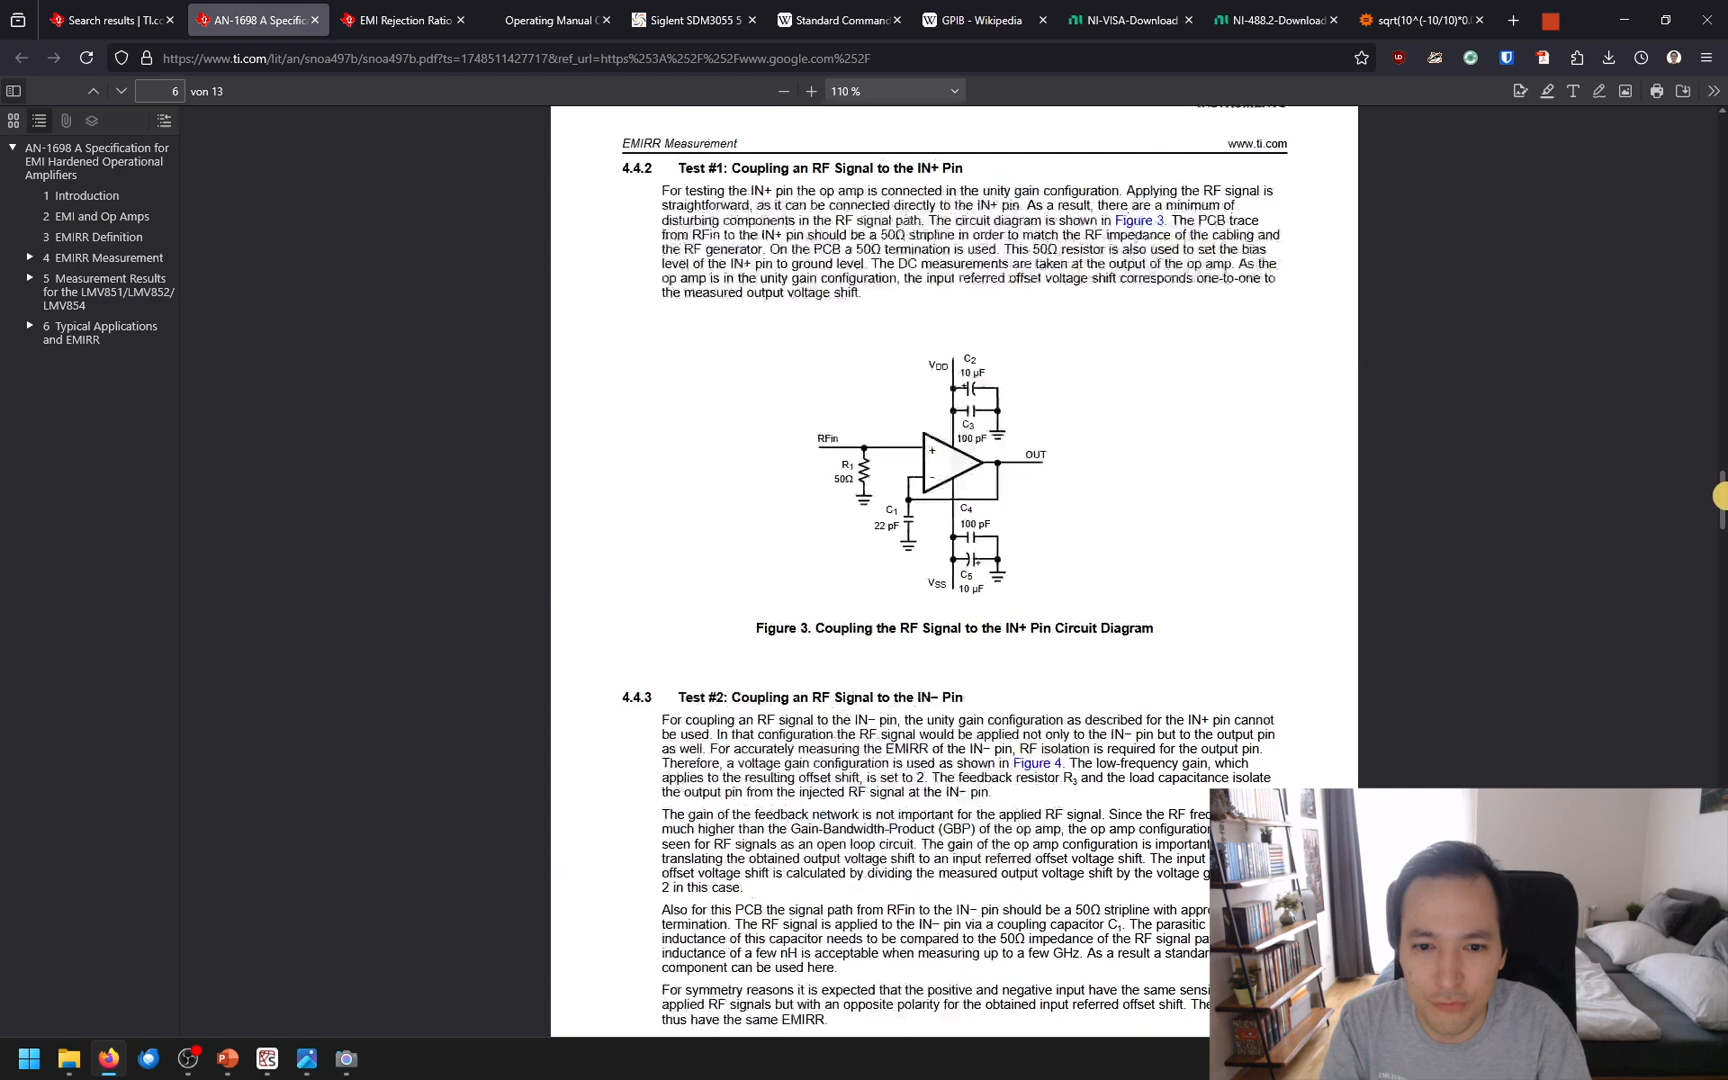 Search results | TI.co
AN-1698 A Specific
EMI Rejection Ratio
Operating Manual C
Siglent SDM3055 5
Standard Comman
GPIB - Wikipedia
NI-VISA-Download
NI-488.2-Download
sqrt(10^(-10/10)*0.
https://www.ti.com/lit/an/snoa497b/snoa497b.pdf?ts=1748511427717&ref_url=https%253A%252F%252Fwww.google.com%252F
6 von 13
110 %
AN-1698 A Specification for
EMI Hardened Operational
Amplifiers
1 Introduction
2 EMI and Op Amps
3 EMIRR Definition
4 EMIRR Measurement
5 Measurement Results
for the LMV851/LMV852/
LMV854
6 Typical Applications
and EMIRR
EMIRR Measurement
www.ti.com
4.4.2 Test #1: Coupling an RF Signal to the IN+ Pin
For testing the IN+ pin the op amp is connected in the unity gain configuration. Applying the RF signal is
straightforward, as it can be connected directly to the IN+ pin. As a result, there are a minimum of
disturbing components in the RF signal path. The circuit diagram is shown in Figure 3. The PCB trace
from RFin to the IN+ pin should be a 50Ω stripline in order to match the RF impedance of the cabling and
the RF generator. On the PCB a 50Ω termination is used. This 50Ω resistor is also used to set the bias
level of the IN+ pin to ground level. The DC measurements are taken at the output of the op amp. As the
op amp is in the unity gain configuration, the input referred offset voltage shift corresponds one-to-one to
the measured output voltage shift.
VDD
C2
10 µF
+
C3
100 pF
RFin
R1
50Ω
+
−
OUT
C1
22 pF
C4
100 pF
+
VSS
C5
10 µF
Figure 3. Coupling the RF Signal to the IN+ Pin Circuit Diagram
4.4.3 Test #2: Coupling an RF Signal to the IN− Pin
For coupling an RF signal to the IN− pin, the unity gain configuration as described for the IN+ pin cannot
be used. In that configuration the RF signal would be applied not only to the IN− pin but to the output pin
as well. For accurately measuring the EMIRR of the IN− pin, RF isolation is required for the output pin.
Therefore, a voltage gain configuration is used as shown in Figure 4. The low-frequency gain, which
applies to the resulting offset shift, is set to 2. The feedback resistor R3 and the load capacitance isolate
the output pin from the injected RF signal at the IN− pin.
The gain of the feedback network is not important for the applied RF signal. Since the RF freq
much higher than the Gain-Bandwidth-Product (GBP) of the op amp, the op amp configuration
seen for RF signals as an open loop circuit. The gain of the op amp configuration is important
translating the obtained output voltage shift to an input referred offset voltage shift. The input
offset voltage shift is calculated by dividing the measured output voltage shift by the voltage g
2 in this case.
Also for this PCB the signal path from RFin to the IN− pin should be a 50Ω stripline with appr
termination. The RF signal is applied to the IN− pin via a coupling capacitor C1. The parasitic
inductance of this capacitor needs to be compared to the 50Ω impedance of the RF signal pa
inductance of a few nH is acceptable when measuring up to a few GHz. As a result a standar
component can be used here.
For symmetry reasons it is expected that the positive and negative input have the same sensi
applied RF signals but with an opposite polarity for the obtained input referred offset shift. The
thus have the same EMIRR.